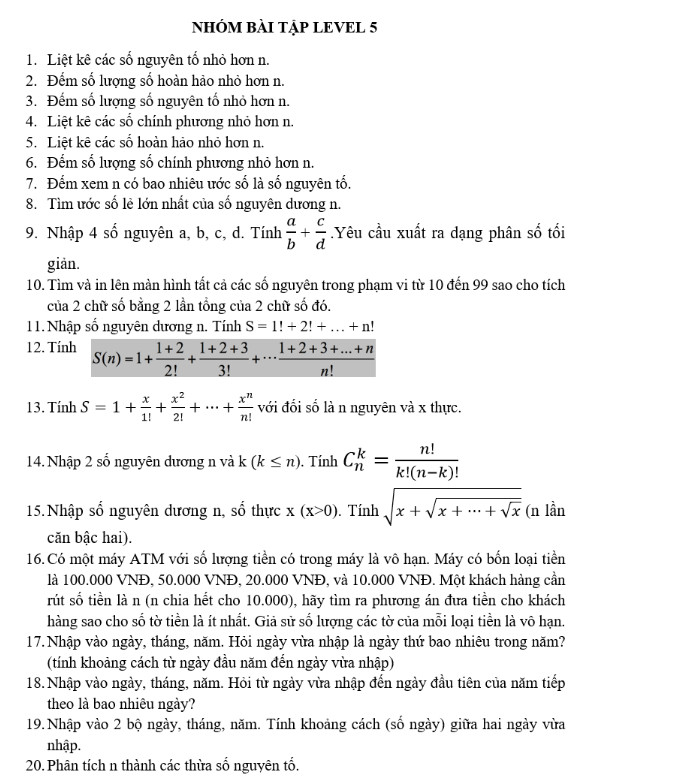 NHÓM BÀI TẬP LEVEL 5
1. Liệt kê các số nguyên tố nhỏ hơn n.
2. Đếm số lượng số hoàn hảo nhỏ hơn n.
3. Đếm số lượng số nguyên tố nhỏ hơn n.
4. Liệt kê các số chính phương nhỏ hơn n.
5. Liệt kê các số hoàn hảo nhỏ hơn n.
6. Đếm số lượng số chính phương nhỏ hơn n.
7. Đếm xem n có bao nhiêu ước số là số nguyên tố.
8. Tìm ước số lẻ lớn nhất của số nguyên dương n.
9. Nhập 4 số nguyên a, b, c, d. Tính a/b + c/d .Yêu cầu xuất ra dạng phân số tối
giản.
10. Tìm và in lên màn hình tất cả các số nguyên trong phạm vi từ 10 đến 99 sao cho tích
của 2 chữ số bằng 2 lần tổng của 2 chữ số đó.
11. Nhập số nguyên dương n. Tính S = 1! + 2! + … + n!
12. Tính S(n) = 1 + (1+2)/2! + (1+2+3)/3! + ⋯ (1+2+3+...+n)/n!
13. Tính S = 1 + x/1! + x²/2! + ⋯ + xⁿ/n! với đối số là n nguyên và x thực.
14. Nhập 2 số nguyên dương n và k (k ≤ n). Tính Cₙᵏ = n!/(k!(n−k)!)
15. Nhập số nguyên dương n, số thực x (x>0). Tính √(x + √(x + ⋯ + √x)) (n lần
căn bậc hai).
16. Có một máy ATM với số lượng tiền có trong máy là vô hạn. Máy có bốn loại tiền
là 100.000 VNĐ, 50.000 VNĐ, 20.000 VNĐ, và 10.000 VNĐ. Một khách hàng cần
rút số tiền là n (n chia hết cho 10.000), hãy tìm ra phương án đưa tiền cho khách
hàng sao cho số tờ tiền là ít nhất. Giả sử số lượng các tờ của mỗi loại tiền là vô hạn.
17. Nhập vào ngày, tháng, năm. Hỏi ngày vừa nhập là ngày thứ bao nhiêu trong năm?
(tính khoảng cách từ ngày đầu năm đến ngày vừa nhập)
18. Nhập vào ngày, tháng, năm. Hỏi từ ngày vừa nhập đến ngày đầu tiên của năm tiếp
theo là bao nhiêu ngày?
19. Nhập vào 2 bộ ngày, tháng, năm. Tính khoảng cách (số ngày) giữa hai ngày vừa
nhập.
20. Phân tích n thành các thừa số nguyên tố.